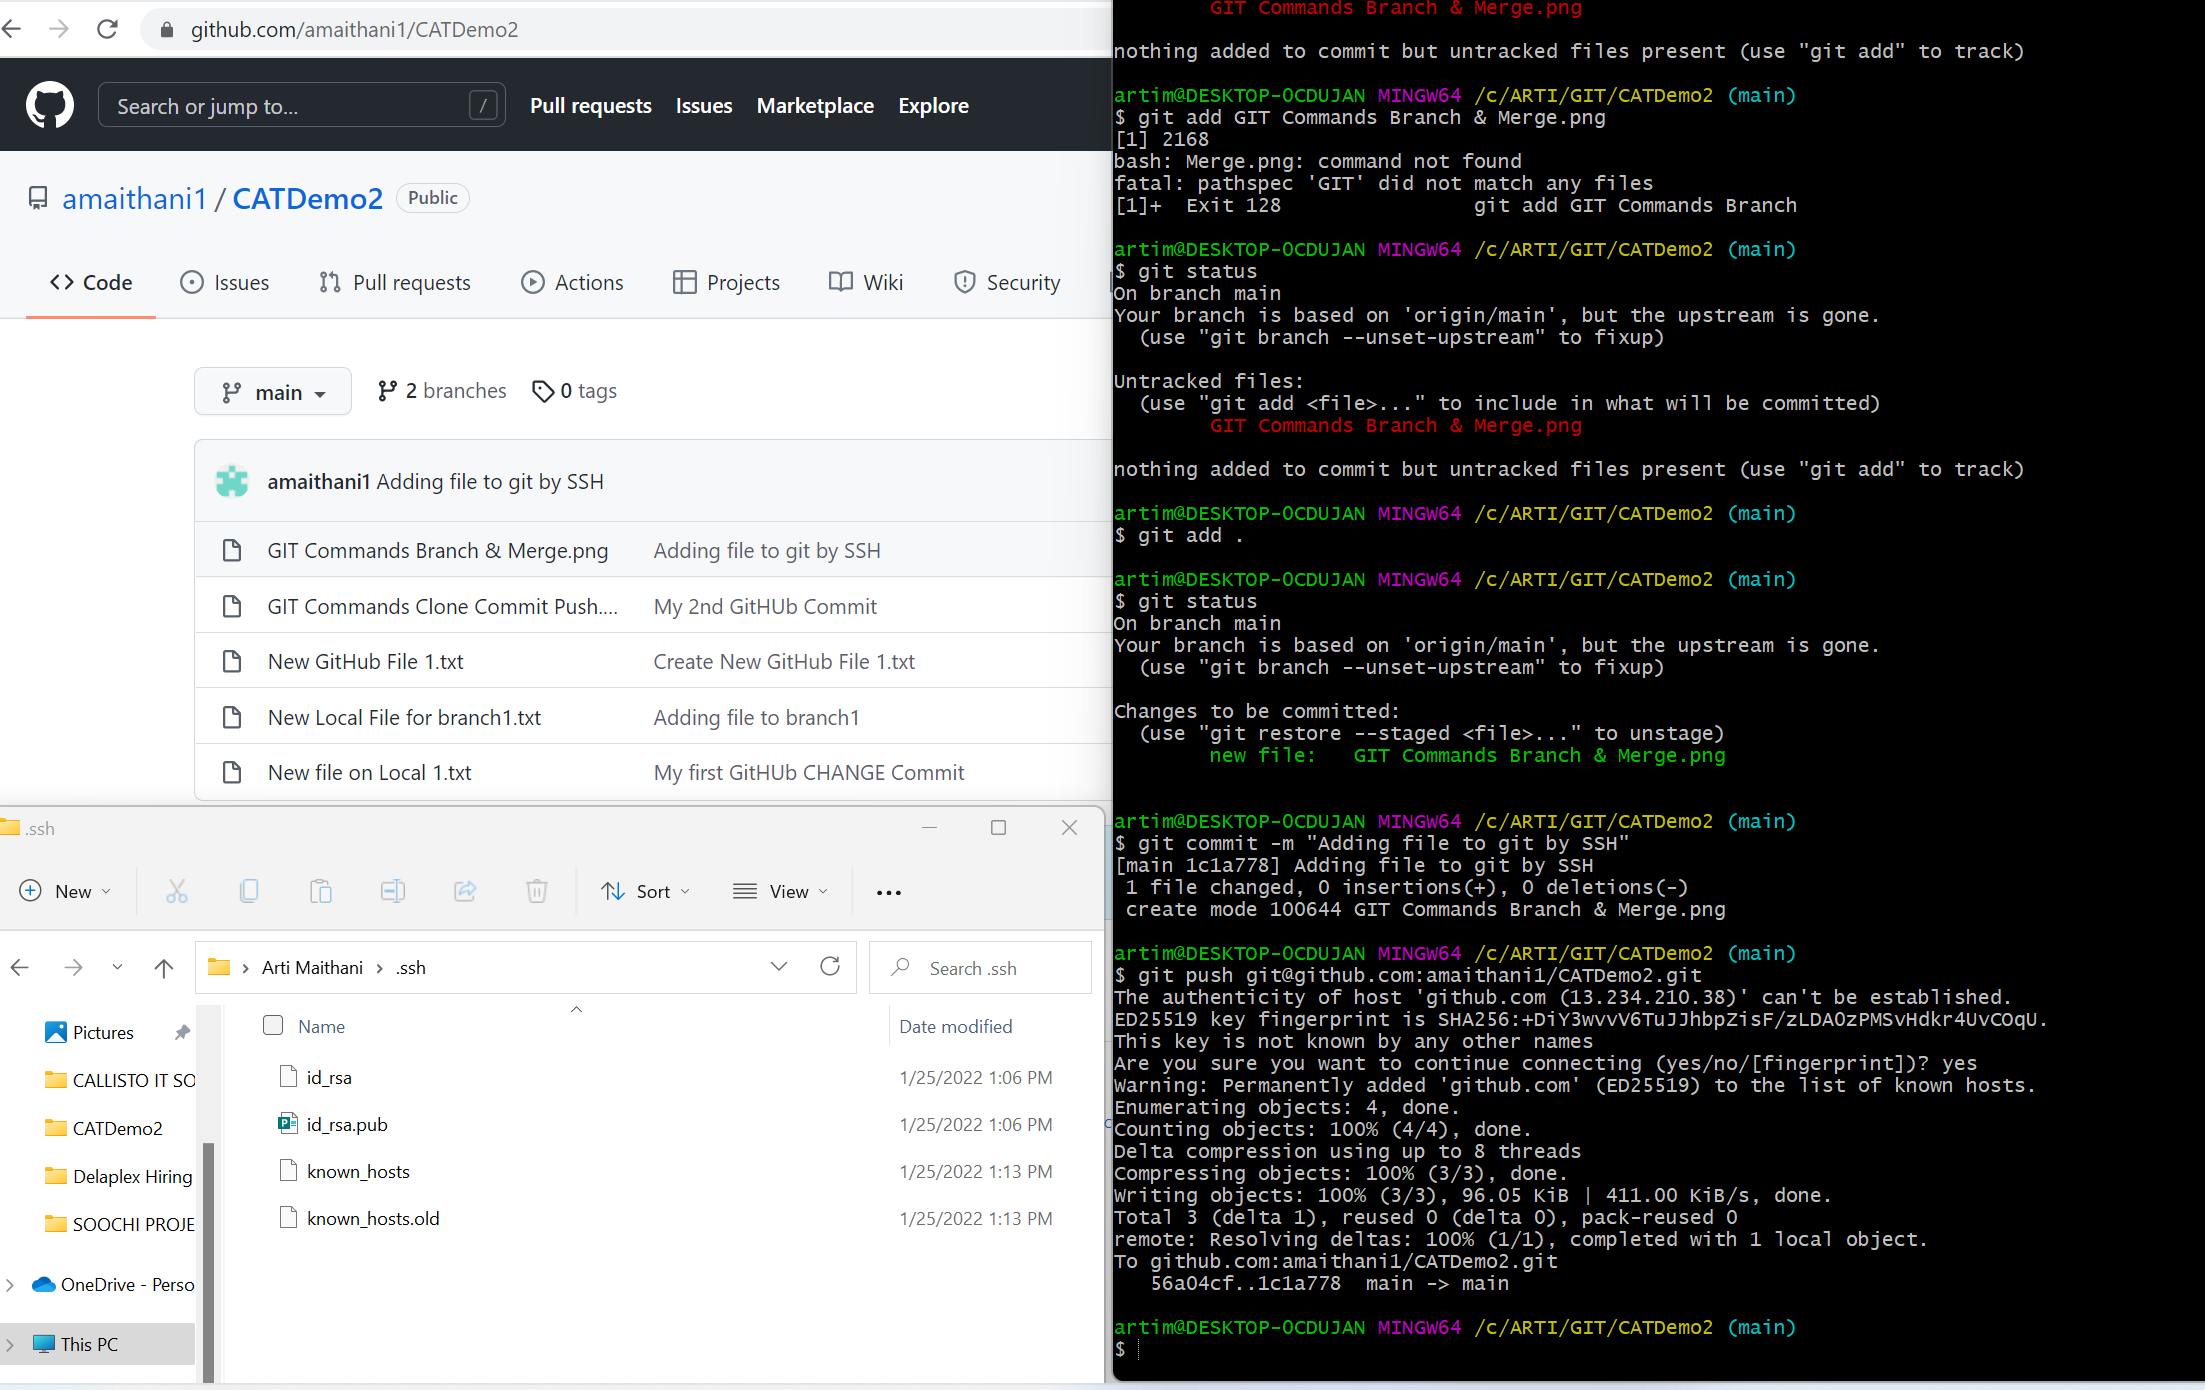 github.com/amaithani1/CATDemo2
Search or jump to...
/
Pull requests
Issues
Marketplace
Explore
amaithani1 / CATDemo2
Public
Code
Issues
Pull requests
Actions
Projects
Wiki
Security
main
2 branches
0 tags
amaithani1 Adding file to git by SSH
GIT Commands Branch & Merge.png Adding file to git by SSH
GIT Commands Clone Commit Push.... My 2nd GitHUb Commit
New GitHub File 1.txt Create New GitHub File 1.txt
New Local File for branch1.txt Adding file to branch1
New file on Local 1.txt My first GitHUb CHANGE Commit
.ssh
New
Sort
View
Arti Maithani > .ssh
Search .ssh
Pictures
CALLISTO IT SO
CATDemo2
Delaplex Hiring
SOOCHI PROJE
OneDrive - Perso
This PC
Name Date modified
id_rsa 1/25/2022 1:06 PM
id_rsa.pub 1/25/2022 1:06 PM
known_hosts 1/25/2022 1:13 PM
known_hosts.old 1/25/2022 1:13 PM
GIT Commands Branch & Merge.png
nothing added to commit but untracked files present (use "git add" to track)
artim@DESKTOP-OCDUJAN MINGW64 /c/ARTI/GIT/CATDemo2 (main)
$ git add GIT Commands Branch & Merge.png
[1] 2168
bash: Merge.png: command not found
fatal: pathspec 'GIT' did not match any files
[1]+  Exit 128                git add GIT Commands Branch
artim@DESKTOP-OCDUJAN MINGW64 /c/ARTI/GIT/CATDemo2 (main)
$ git status
On branch main
Your branch is based on 'origin/main', but the upstream is gone.
(use "git branch --unset-upstream" to fixup)
Untracked files:
(use "git add <file>..." to include in what will be committed)
GIT Commands Branch & Merge.png
nothing added to commit but untracked files present (use "git add" to track)
artim@DESKTOP-OCDUJAN MINGW64 /c/ARTI/GIT/CATDemo2 (main)
$ git add .
artim@DESKTOP-OCDUJAN MINGW64 /c/ARTI/GIT/CATDemo2 (main)
$ git status
On branch main
Your branch is based on 'origin/main', but the upstream is gone.
(use "git branch --unset-upstream" to fixup)
Changes to be committed:
(use "git restore --staged <file>..." to unstage)
new file:   GIT Commands Branch & Merge.png
artim@DESKTOP-OCDUJAN MINGW64 /c/ARTI/GIT/CATDemo2 (main)
$ git commit -m "Adding file to git by SSH"
[main 1c1a778] Adding file to git by SSH
1 file changed, 0 insertions(+), 0 deletions(-)
create mode 100644 GIT Commands Branch & Merge.png
artim@DESKTOP-OCDUJAN MINGW64 /c/ARTI/GIT/CATDemo2 (main)
$ git push git@github.com:amaithani1/CATDemo2.git
The authenticity of host 'github.com (13.234.210.38)' can't be established.
ED25519 key fingerprint is SHA256:+DiY3wvvV6TuJJhbpZisF/zLDA0zPMSvHdkr4UvCOqU.
This key is not known by any other names
Are you sure you want to continue connecting (yes/no/[fingerprint])? yes
Warning: Permanently added 'github.com' (ED25519) to the list of known hosts.
Enumerating objects: 4, done.
Counting objects: 100% (4/4), done.
Delta compression using up to 8 threads
Compressing objects: 100% (3/3), done.
Writing objects: 100% (3/3), 96.05 KiB | 411.00 KiB/s, done.
Total 3 (delta 1), reused 0 (delta 0), pack-reused 0
remote: Resolving deltas: 100% (1/1), completed with 1 local object.
To github.com:amaithani1/CATDemo2.git
56a04cf..1c1a778  main -> main
artim@DESKTOP-OCDUJAN MINGW64 /c/ARTI/GIT/CATDemo2 (main)
$